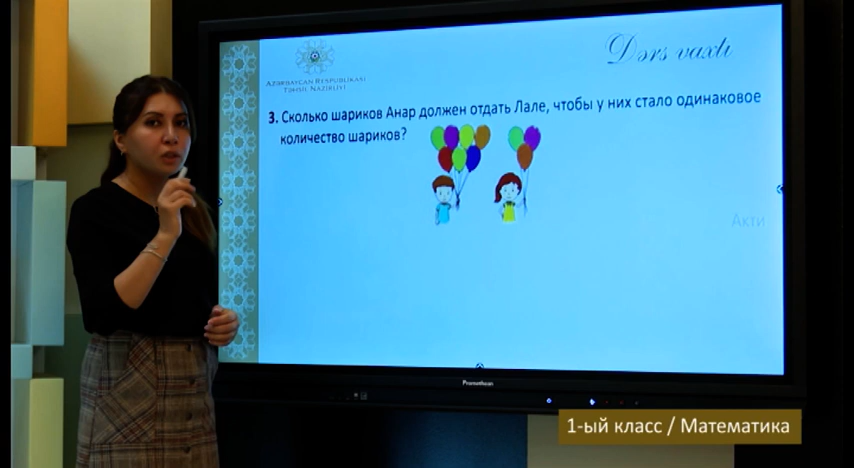 Dərs vaxtı
AZƏRBAYCAN RESPUBLİKASI
TƏHSİL NAZİRLİYİ
3. Сколько шариков Анар должен отдать Лале, чтобы у них стало одинаковое
количество шариков?
Акти
Promethean
1-ый класс / Математика